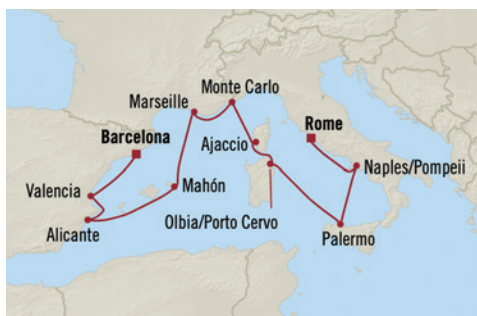 Monte Carlo
Marseille
Rome
Barcelona
Ajaccio
Naples/Pompeii
Valencia
Mahón
Olbia/Porto Cervo
Alicante
Palermo